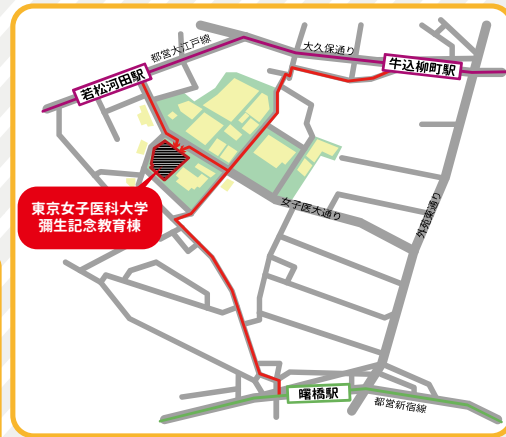 都営大江戸線
大久保通り
若松河田駅
牛込柳町駅
東京女子医科大学
彌生記念教育棟
女子医大通り
外苑東通り
曙橋駅
都営新宿線